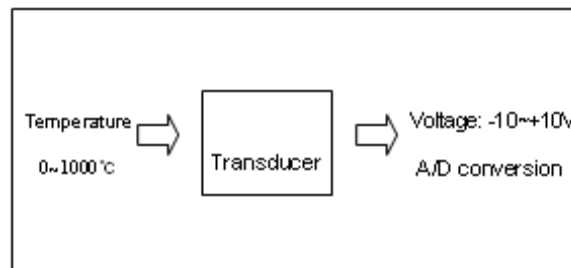 Temperature
0~1000℃
Transducer
Voltage: -10~+10V
A/D conversion